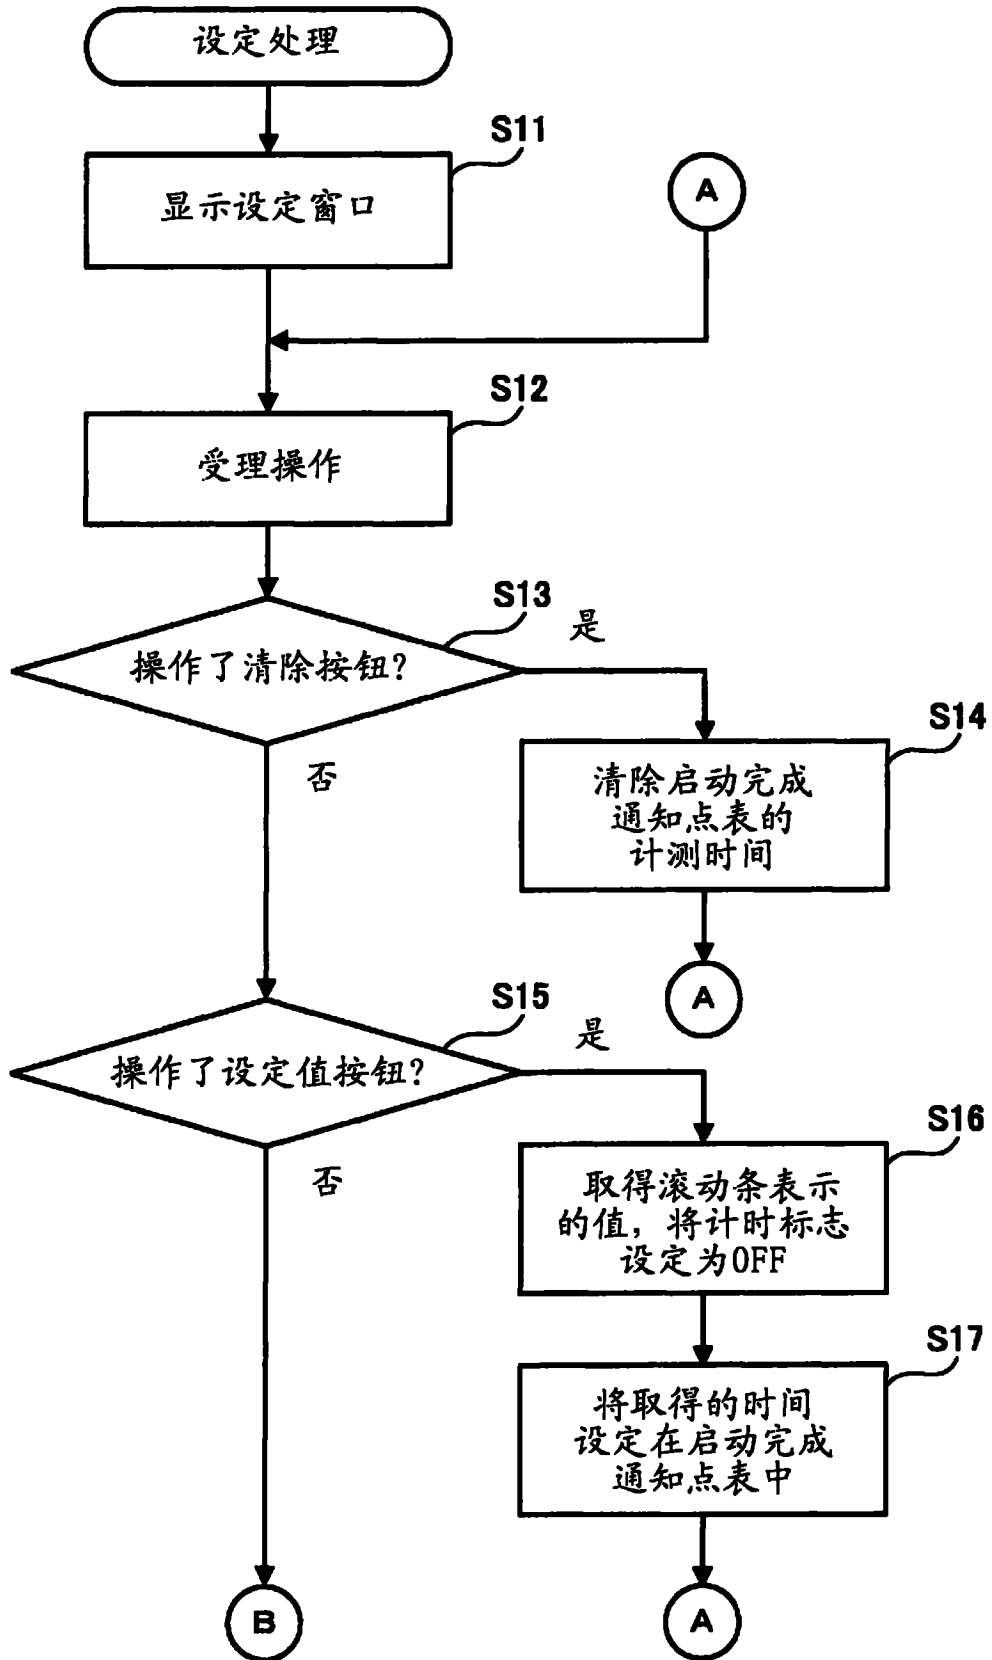 设定处理
S11
显示设定窗口
A
S12
受理操作
S13
操作了清除按钮?
是
否
S14
清除启动完成
通知点表的
计测时间
A
S15
操作了设定值按钮?
是
否
S16
取得滚动条表示
的值，将计时标志
设定为OFF
S17
将取得的时间
设定在启动完成
通知点表中
B
A